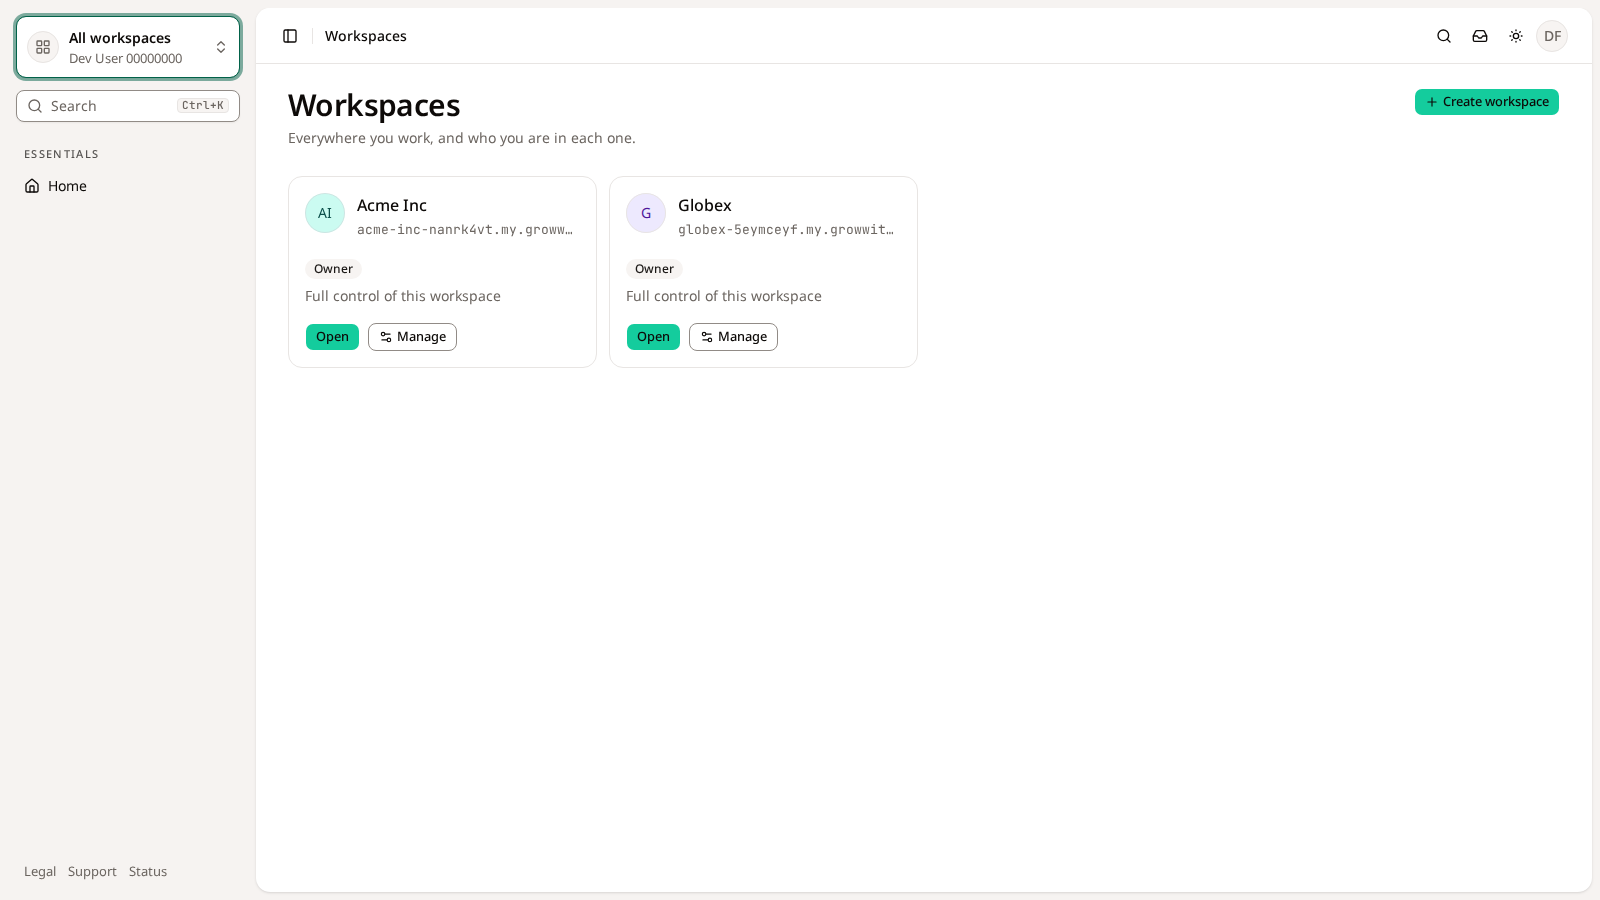 All workspaces
Dev User 00000000
Search
Ctrl+K
ESSENTIALS
Home
Legal Support Status
Workspaces
DF
Workspaces
Everywhere you work, and who you are in each one.
Create workspace
AI
Acme Inc
acme-inc-nanrk4vt.my.groww…
Owner
Full control of this workspace
Open
Manage
G
Globex
globex-5eymceyf.my.growwit…
Owner
Full control of this workspace
Open
Manage